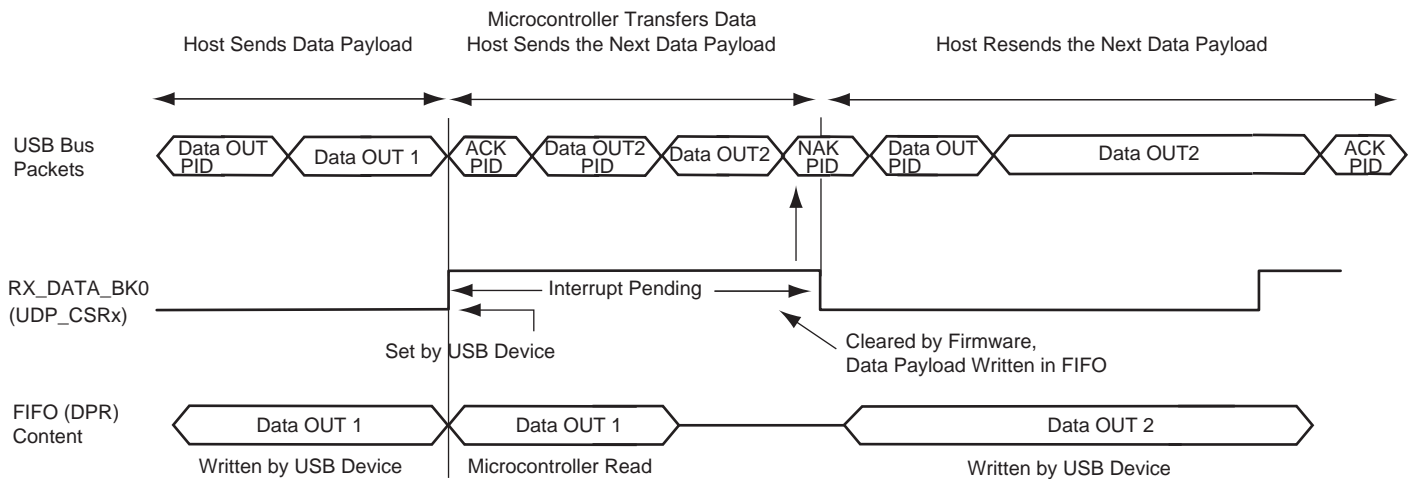 Host Sends Data Payload
Microcontroller Transfers Data
Host Sends the Next Data Payload
Host Resends the Next Data Payload
USB Bus
Packets
Data OUT
PID
Data OUT 1
ACK
PID
Data OUT2
PID
Data OUT2
NAK
PID
Data OUT
PID
Data OUT2
ACK
PID
RX_DATA_BK0
(UDP_CSRx)
Interrupt Pending
Set by USB Device
Cleared by Firmware,
Data Payload Written in FIFO
FIFO (DPR)
Content
Data OUT 1
Data OUT 1
Data OUT 2
Written by USB Device
Microcontroller Read
Written by USB Device